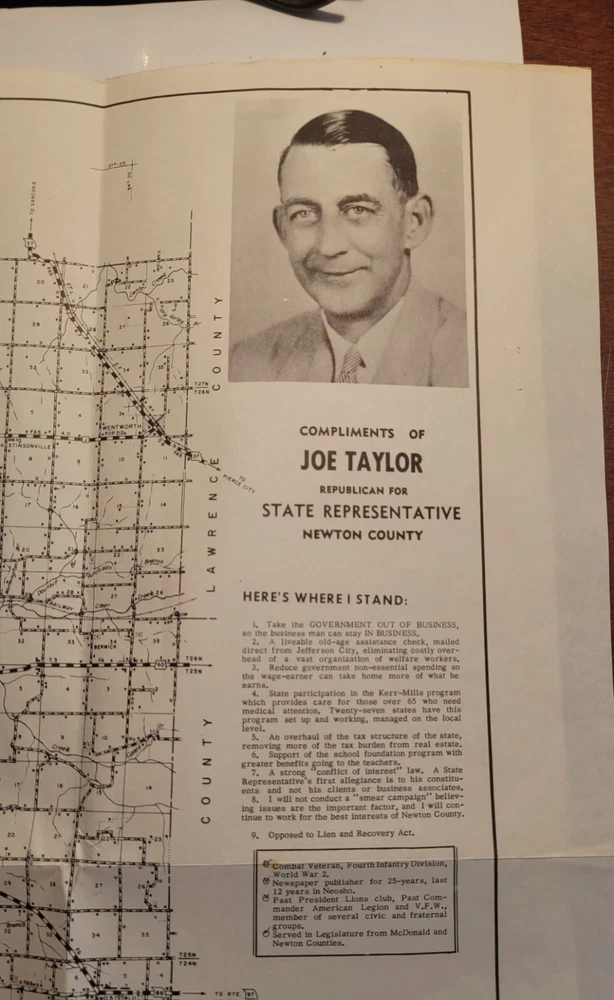 COMPLIMENTS OF
JOE TAYLOR
REPUBLICAN FOR
STATE REPRESENTATIVE
NEWTON COUNTY
HERE'S WHERE I STAND:
1. Take the GOVERNMENT OUT OF BUSINESS,
so the business man can stay IN BUSINESS.
2. A liveable old-age assistance check, mailed
direct from Jefferson City, eliminating costly over-
head of a vast organization of welfare workers.
3. Reduce government non-essential spending so
the wage-earner can take home more of what he
earns.
4. State participation in the Kerr-Mills program
which provides care for those over 65 who need
medical attention. Twenty-seven states have this
program set up and working, managed on the local
level.
5. An overhaul of the tax structure of the state,
removing more of the tax burden from real estate.
6. Support of the school foundation program with
greater benefits going to the teachers.
7. A strong "conflict of interest" law. A State
Representative's first allegiance is to his constitu-
ents and not his clients or business associates.
8. I will not conduct a "smear campaign" believ-
ing issues are the important factor, and I will con-
tinue to work for the best interests of Newton County.
9. Opposed to Lien and Recovery Act.
Combat Veteran, Fourth Infantry Division,
World War 2.
Newspaper publisher for 25-years, last
12 years in Neosho.
Past President Lions club, Past Com-
mander American Legion and V.F.W.,
member of several civic and fraternal
groups.
Served in Legislature from McDonald and
Newton Counties.
LAWRENCE COUNTY
COUNTY
TO SARCOXIE
WENTWORTH
STINSONVILLE
TO PIERCE CITY
BERWICK
T27N
T26N
T26N
T25N
T25N
T24N
TO RTE 97